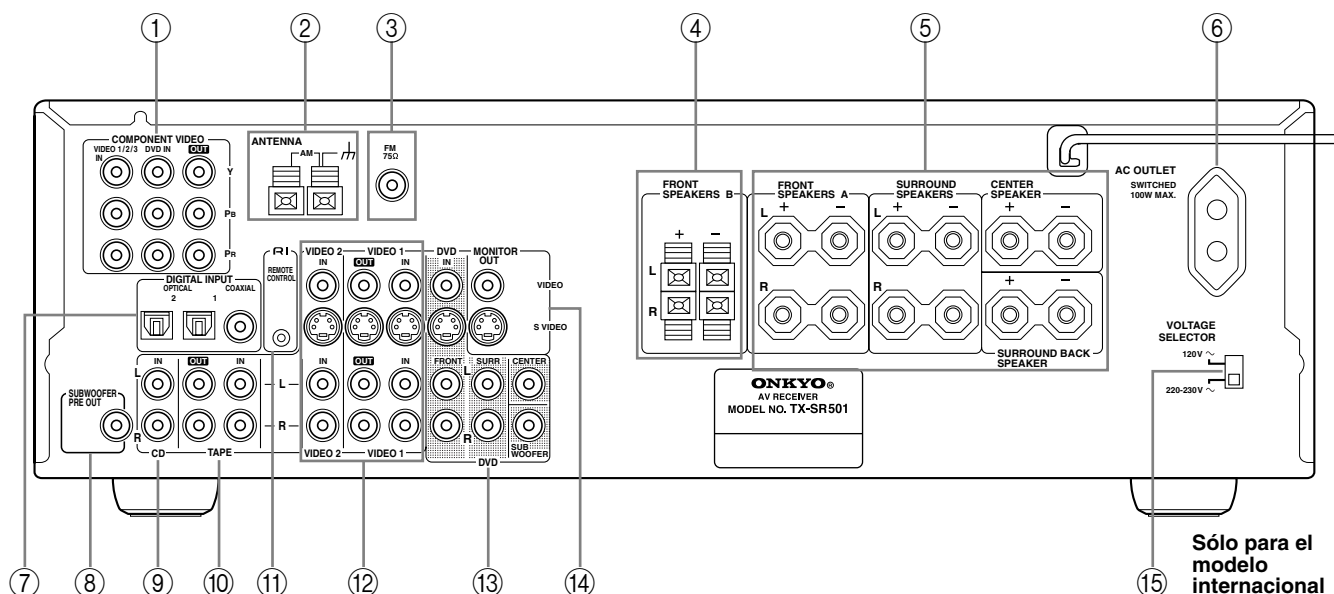 ① ② ③ ④ ⑤ ⑥
COMPONENT VIDEO
VIDEO 1/2/3 IN DVD IN OUT
Y
PB
PR
ANTENNA
AM
FM
75Ω
FRONT
SPEAKERS B
+ −
L
R
FRONT
SPEAKERS A
L + −
R
SURROUND
SPEAKERS
L + −
R
CENTER
SPEAKER
+ −
+ −
SURROUND BACK
SPEAKER
AC OUTLET
SWITCHED
100W MAX.
DIGITAL INPUT
OPTICAL COAXIAL
2 1
RI
REMOTE
CONTROL
VIDEO 2 VIDEO 1 DVD MONITOR
IN OUT IN IN OUT
VIDEO
S VIDEO
VOLTAGE
SELECTOR
120V ~
220-230V ~
SUBWOOFER
PRE OUT
IN OUT IN IN OUT IN FRONT SURR CENTER
L L L
R R R
SUB
WOOFER
CD TAPE VIDEO 2 VIDEO 1 DVD
ONKYO®
AV RECEIVER
MODEL NO. TX-SR501
Sólo para el
modelo
internacional
⑦ ⑧ ⑨ ⑩ ⑪ ⑫ ⑬ ⑭ ⑮